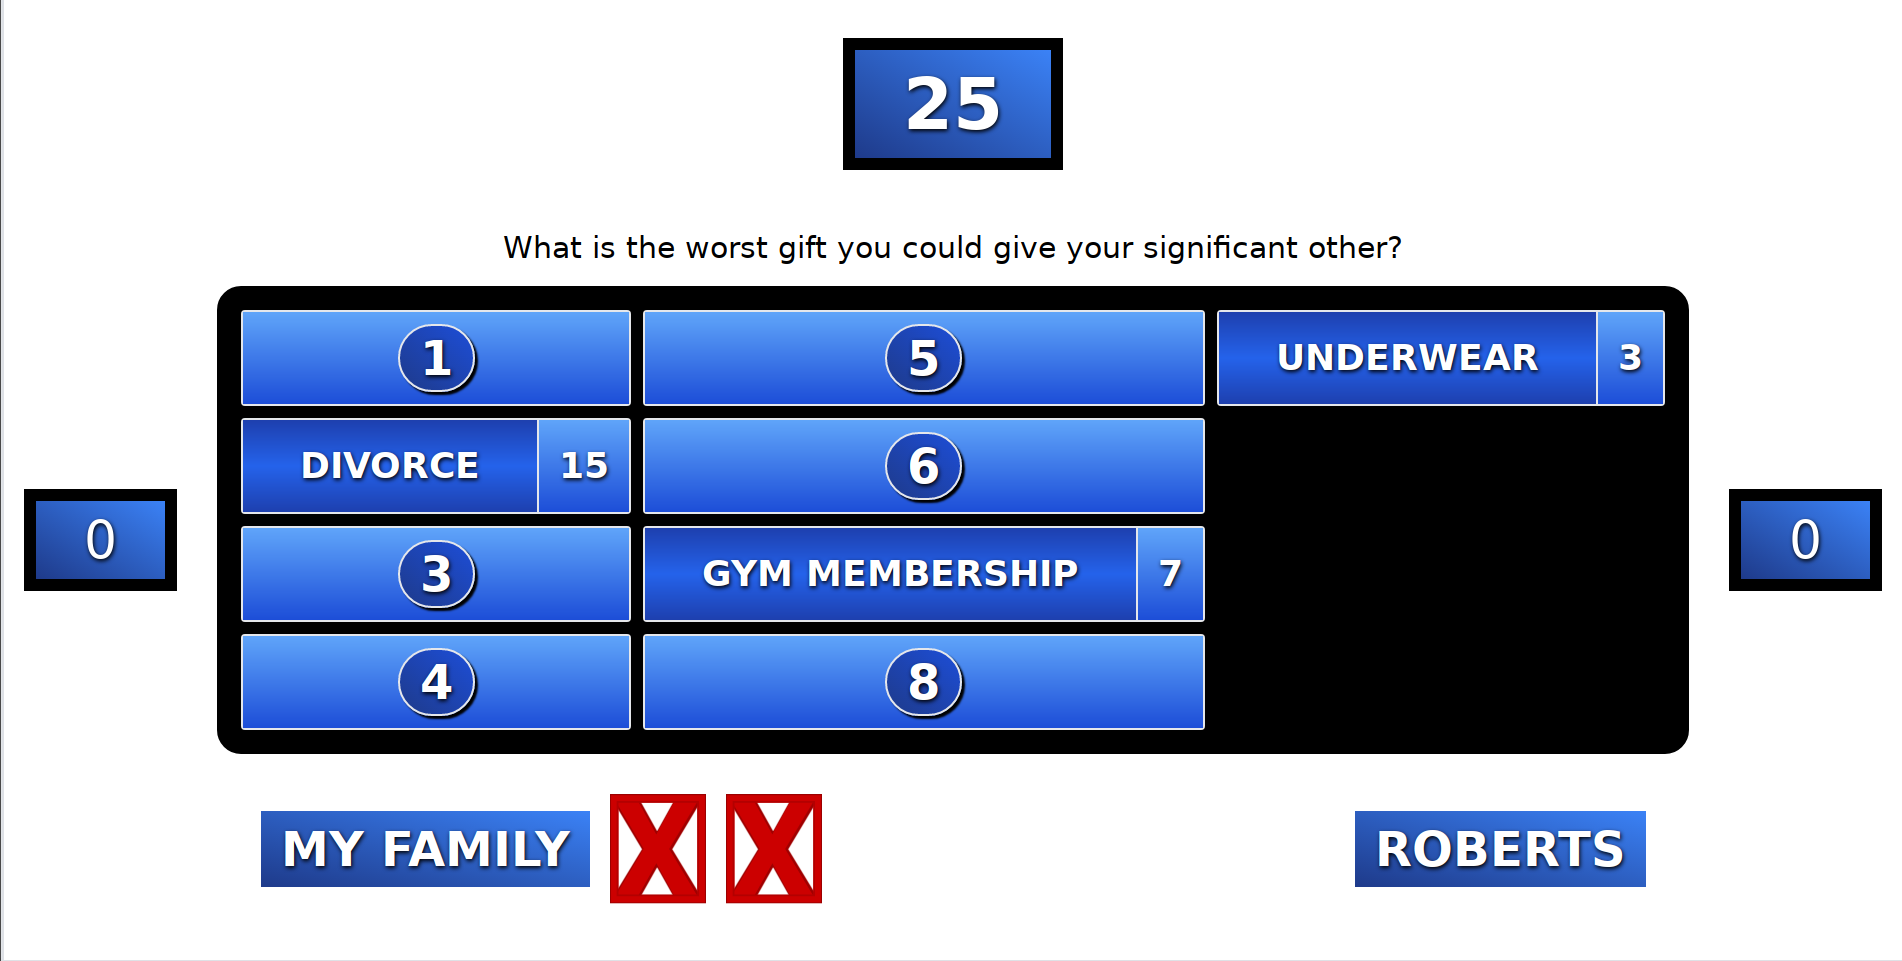 25
What is the worst gift you could give your significant other?
1
5
UNDERWEAR 3
DIVORCE 15
6
3
GYM MEMBERSHIP 7
4
8
0
0
MY FAMILY X X
ROBERTS